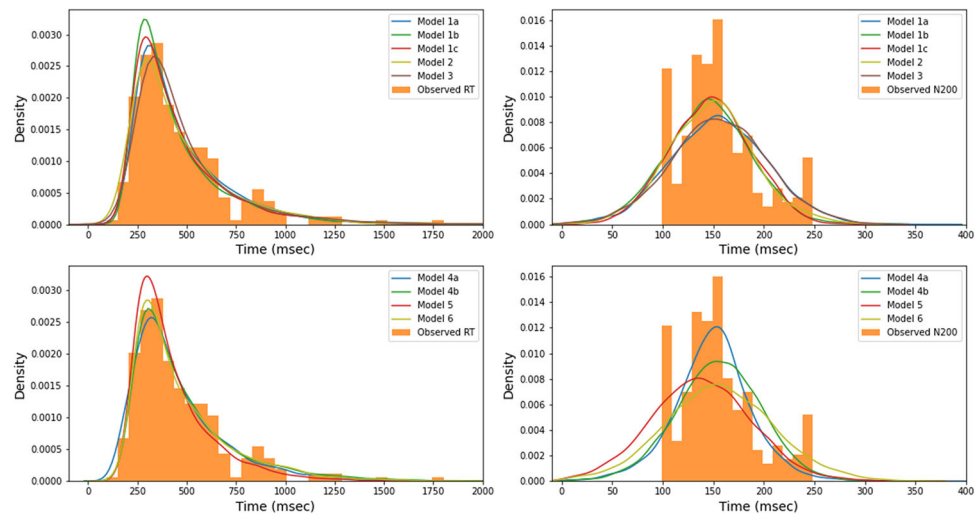 0.0030
0.0025
0.0020
0.0015
0.0010
0.0005
0.0000
Density
0 250 500 750 1000 1250 1500 1750 2000
Time (msec)
Model 1a
Model 1b
Model 1c
Model 2
Model 3
Observed RT
0.016
0.014
0.012
0.010
0.008
0.006
0.004
0.002
0.000
Density
0 50 100 150 200 250 300 350 400
Time (msec)
Model 1a
Model 1b
Model 1c
Model 2
Model 3
Observed N200
0.0030
0.0025
0.0020
0.0015
0.0010
0.0005
0.0000
Density
0 250 500 750 1000 1250 1500 1750 2000
Time (msec)
Model 4a
Model 4b
Model 5
Model 6
Observed RT
0.016
0.014
0.012
0.010
0.008
0.006
0.004
0.002
0.000
Density
0 50 100 150 200 250 300 350 400
Time (msec)
Model 4a
Model 4b
Model 5
Model 6
Observed N200